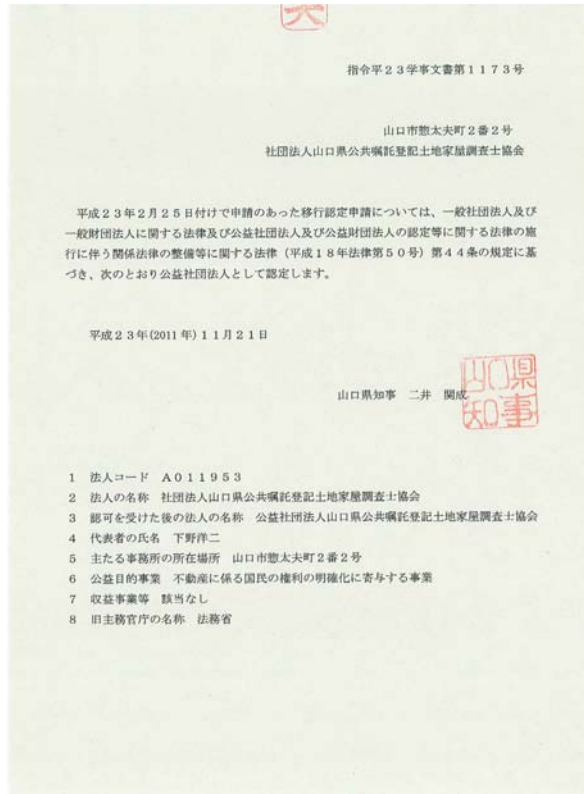 指令平23学事文書第1173号
山口市惣太夫町2番2号
社団法人山口県公共嘱託登記土地家屋調査士協会
平成23年2月25日付けで申請のあった移行認定申請については、一般社団法人及び
一般財団法人に関する法律及び公益社団法人及び公益財団法人の認定等に関する法律の施
行に伴う関係法律の整備等に関する法律（平成18年法律第50号）第44条の規定に基
づき、次のとおり公益社団法人として認定します。
平成23年(2011年)11月21日
山口県知事 二井 関成
山口県
知事
1 法人コード A011953
2 法人の名称 社団法人山口県公共嘱託登記土地家屋調査士協会
3 認可を受けた後の法人の名称 公益社団法人山口県公共嘱託登記土地家屋調査士協会
4 代表者の氏名 下野洋二
5 主たる事務所の所在場所 山口市惣太夫町2番2号
6 公益目的事業 不動産に係る国民の権利の明確化に寄与する事業
7 収益事業等 該当なし
8 旧主務官庁の名称 法務省